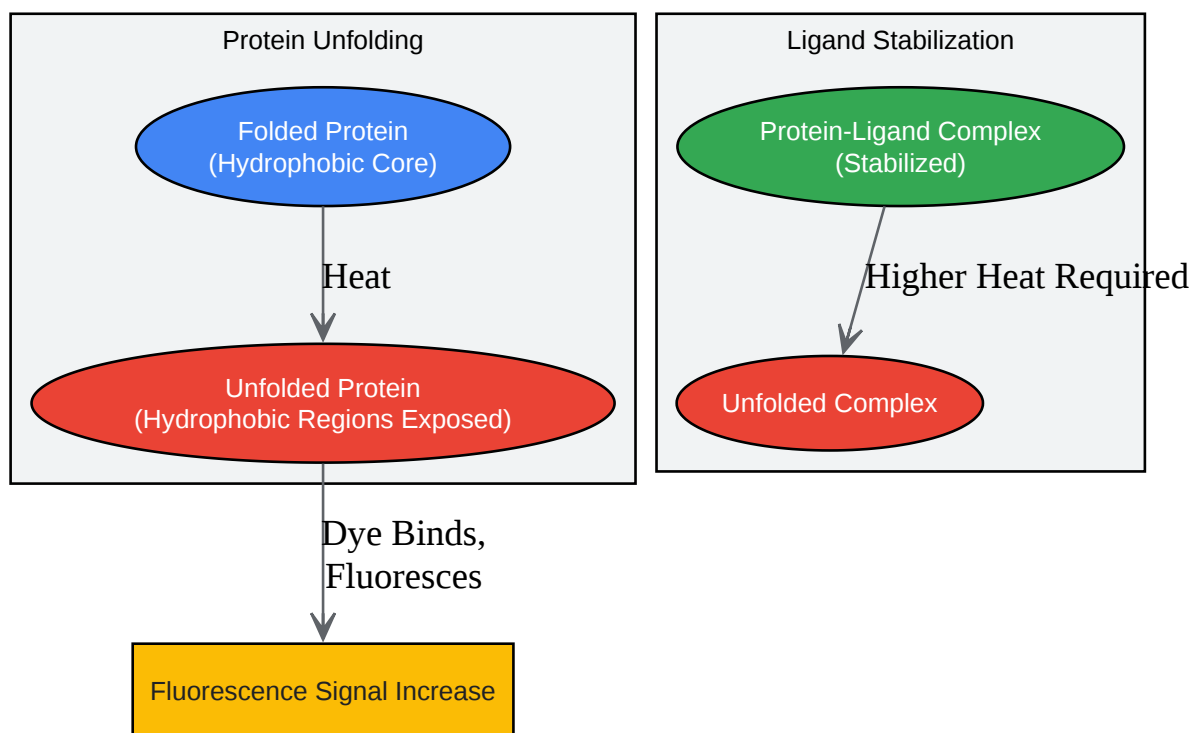 Protein Unfolding
Folded Protein
(Hydrophobic Core)
Heat
Unfolded Protein
(Hydrophobic Regions Exposed)
Dye Binds,
Fluoresces
Fluorescence Signal Increase
Ligand Stabilization
Protein-Ligand Complex
(Stabilized)
Higher Heat Required
Unfolded Complex